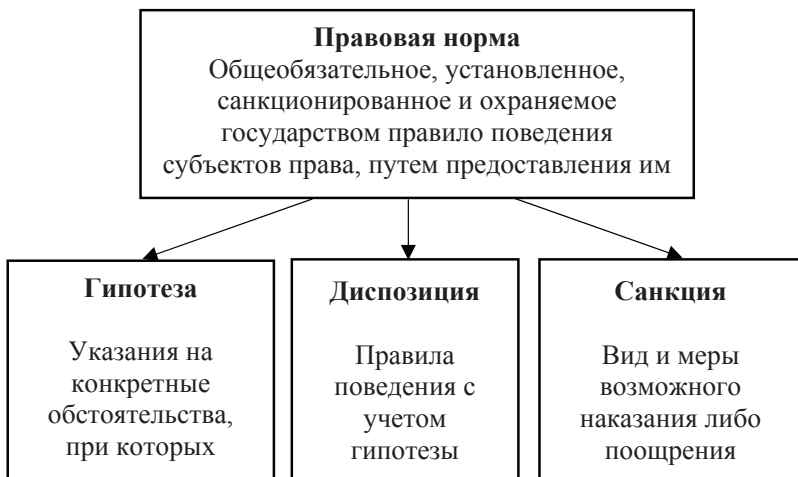 Правовая норма
Общеобязательное, установленное,
санкционированное и охраняемое
государством правило поведения
субъектов права, путем предоставления им
Гипотеза
Указания на
конкретные
обстоятельства,
при которых
Диспозиция
Правила
поведения с
учетом
гипотезы
Санкция
Вид и меры
возможного
наказания либо
поощрения